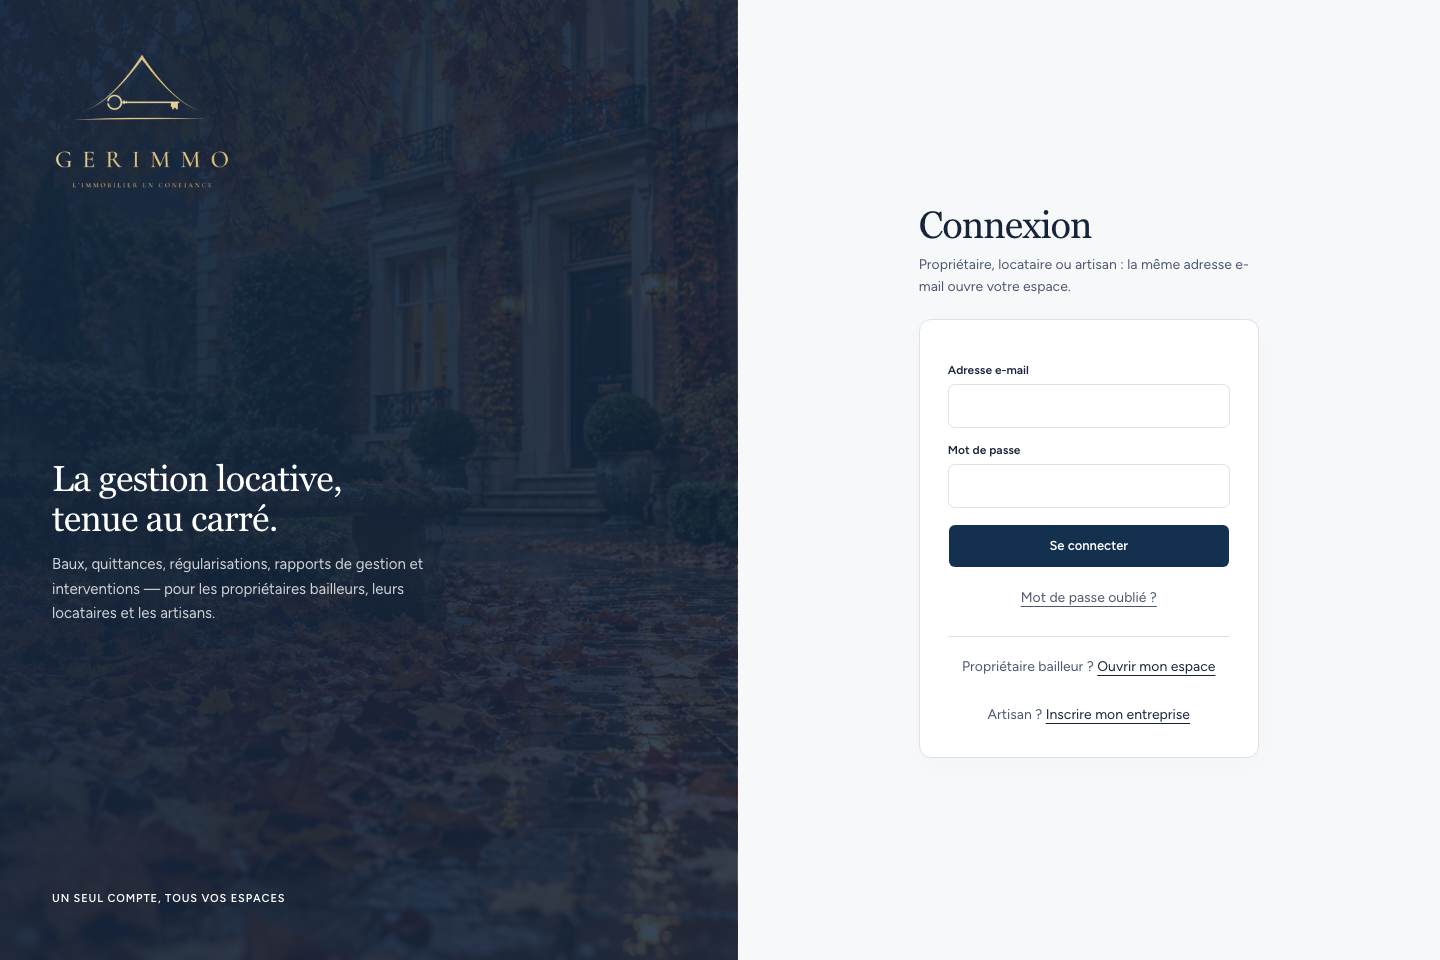 GERIMMO
L'IMMOBILIER EN CONFIANCE
La gestion locative,
tenue au carré.
Baux, quittances, régularisations, rapports de gestion et
interventions — pour les propriétaires bailleurs, leurs
locataires et les artisans.
UN SEUL COMPTE, TOUS VOS ESPACES
Connexion
Propriétaire, locataire ou artisan : la même adresse e-
mail ouvre votre espace.
Adresse e-mail
Mot de passe
Se connecter
Mot de passe oublié ?
Propriétaire bailleur ? Ouvrir mon espace
Artisan ? Inscrire mon entreprise